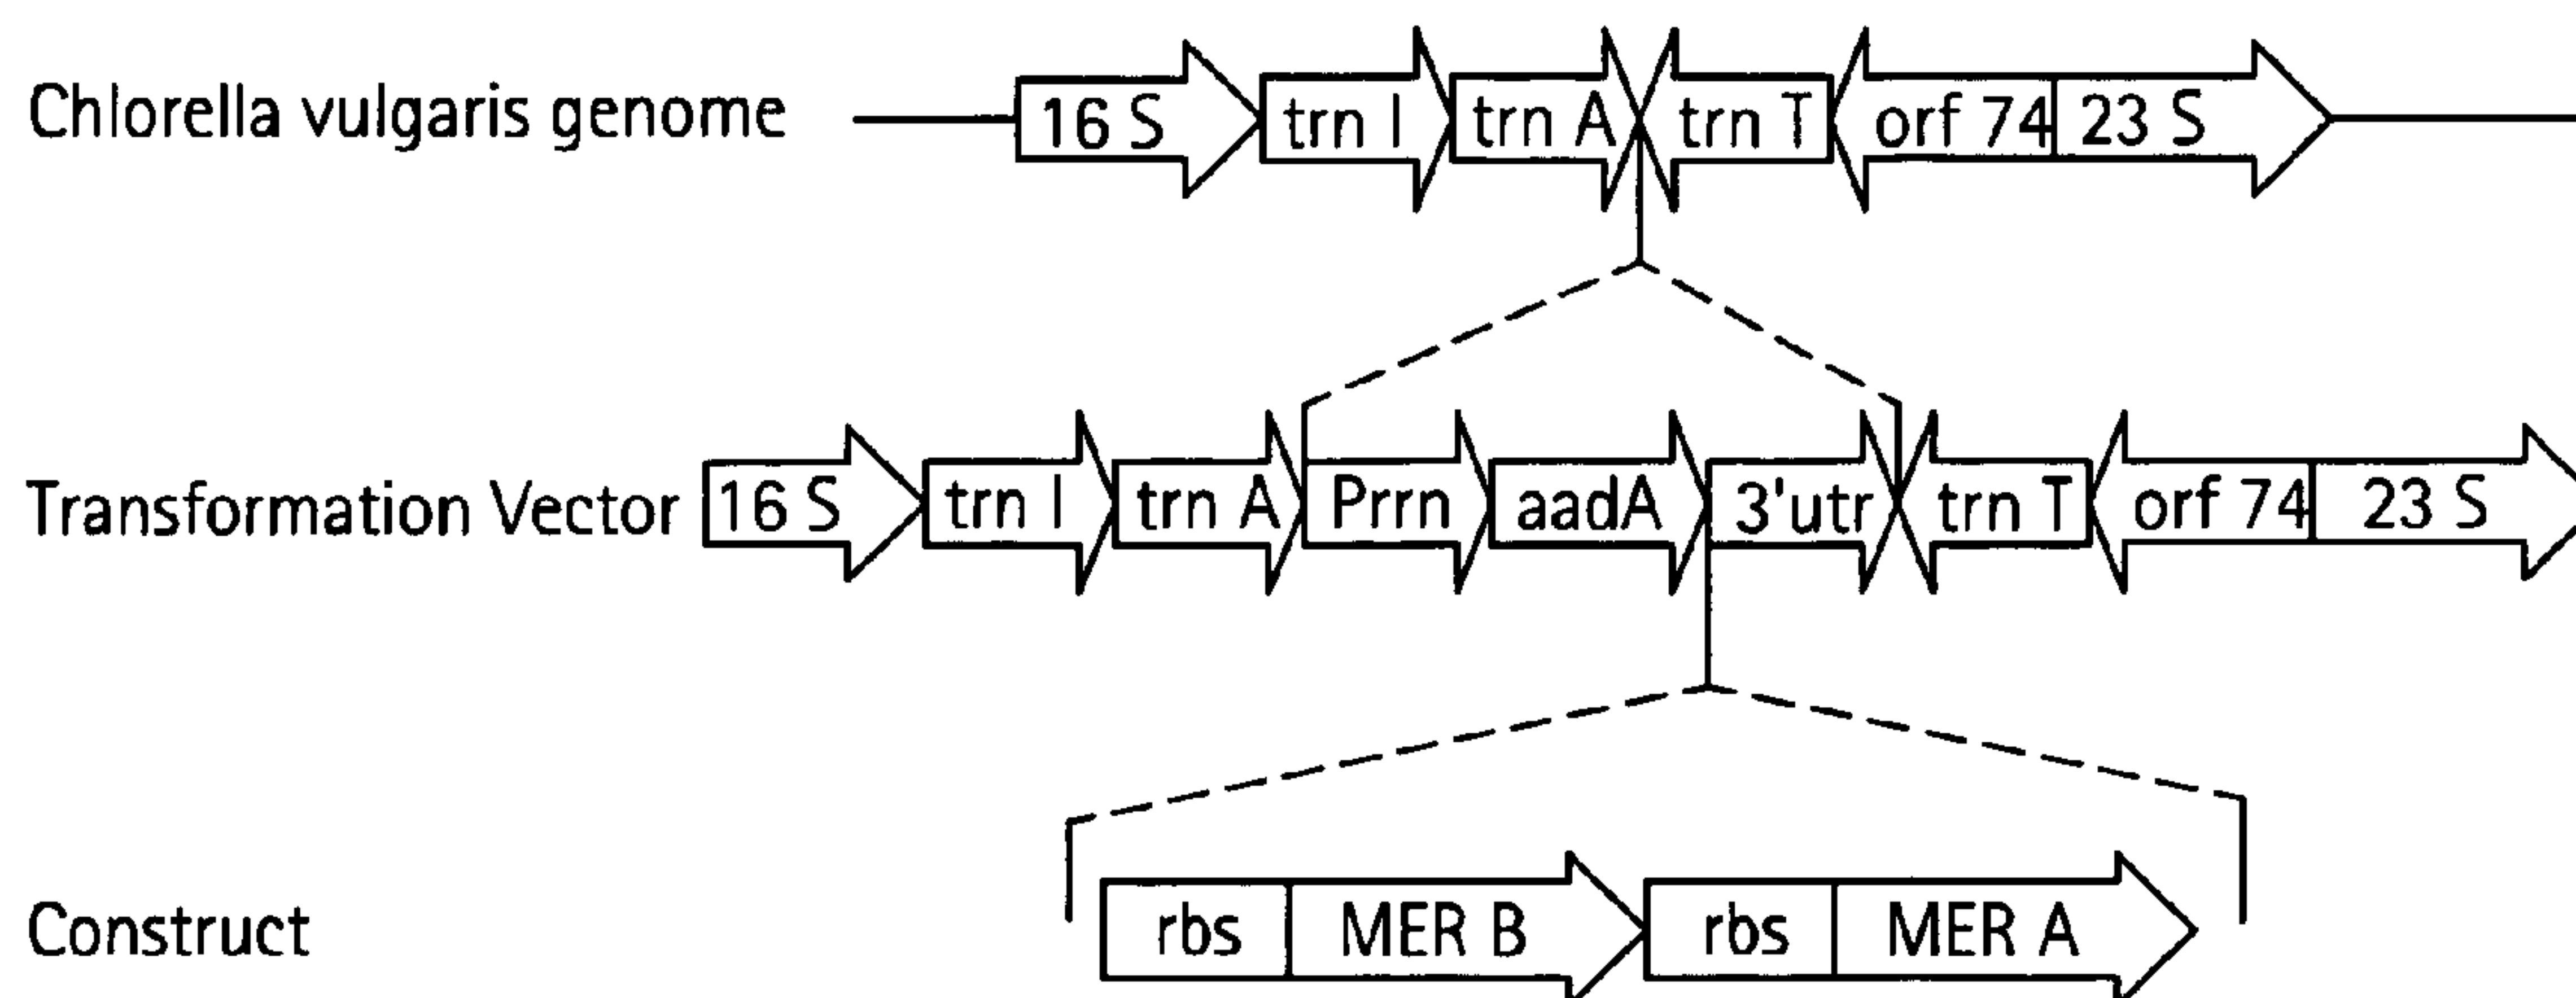 Chlorella vulgaris genome 16 S trn I trn A trn T orf 74 23 S
Transformation Vector 16 S trn I trn A Prrn aadA 3'utr trn T orf 74 23 S
Construct rbs MER B rbs MER A